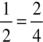 1/2 = 2/4